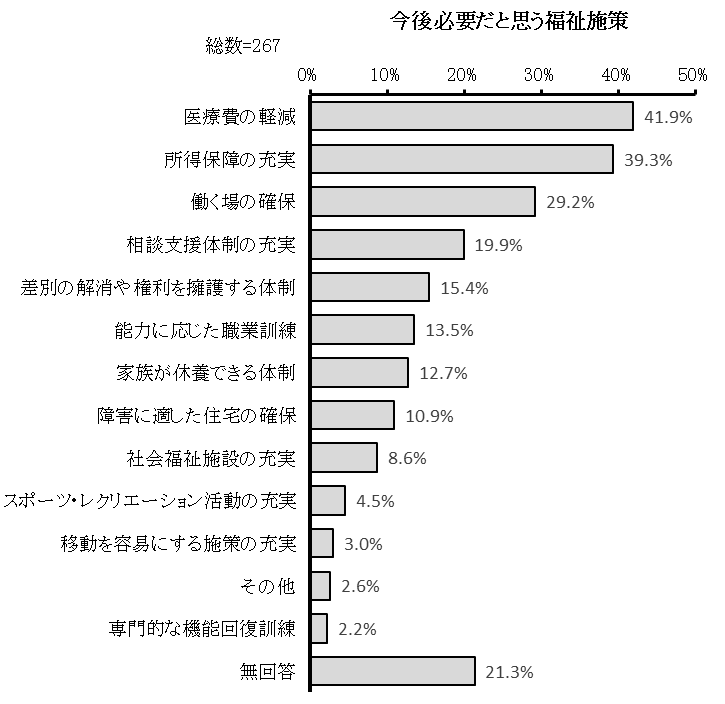 今後必要だと思う福祉施策
総数=267
0% 10% 20% 30% 40% 50%
医療費の軽減 41.9%
所得保障の充実 39.3%
働く場の確保 29.2%
相談支援体制の充実 19.9%
差別の解消や権利を擁護する体制 15.4%
能力に応じた職業訓練 13.5%
家族が休養できる体制 12.7%
障害に適した住宅の確保 10.9%
社会福祉施設の充実 8.6%
スポーツ・レクリエーション活動の充実 4.5%
移動を容易にする施策の充実 3.0%
その他 2.6%
専門的な機能回復訓練 2.2%
無回答 21.3%